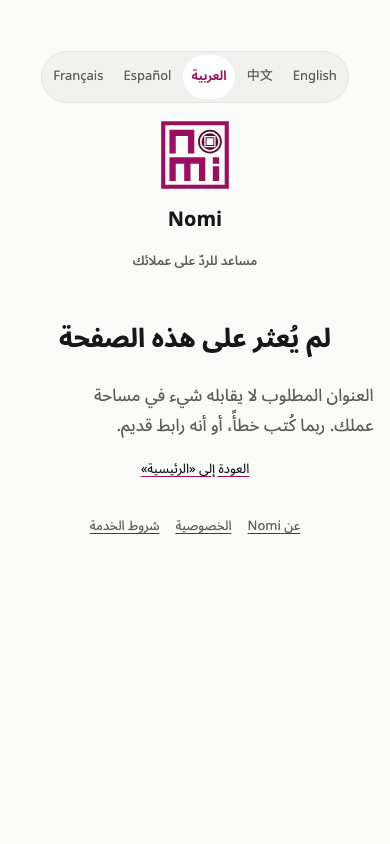 English 中文 العربية Español Français
nomi
Nomi
مساعد للردّ على عملائك
لم يُعثر على هذه الصفحة
العنوان المطلوب لا يقابله شيء في مساحة
عملك. ربما كُتب خطأً، أو أنه رابط قديم.
العودة إلى «الرئيسية»
عن Nomi الخصوصية شروط الخدمة